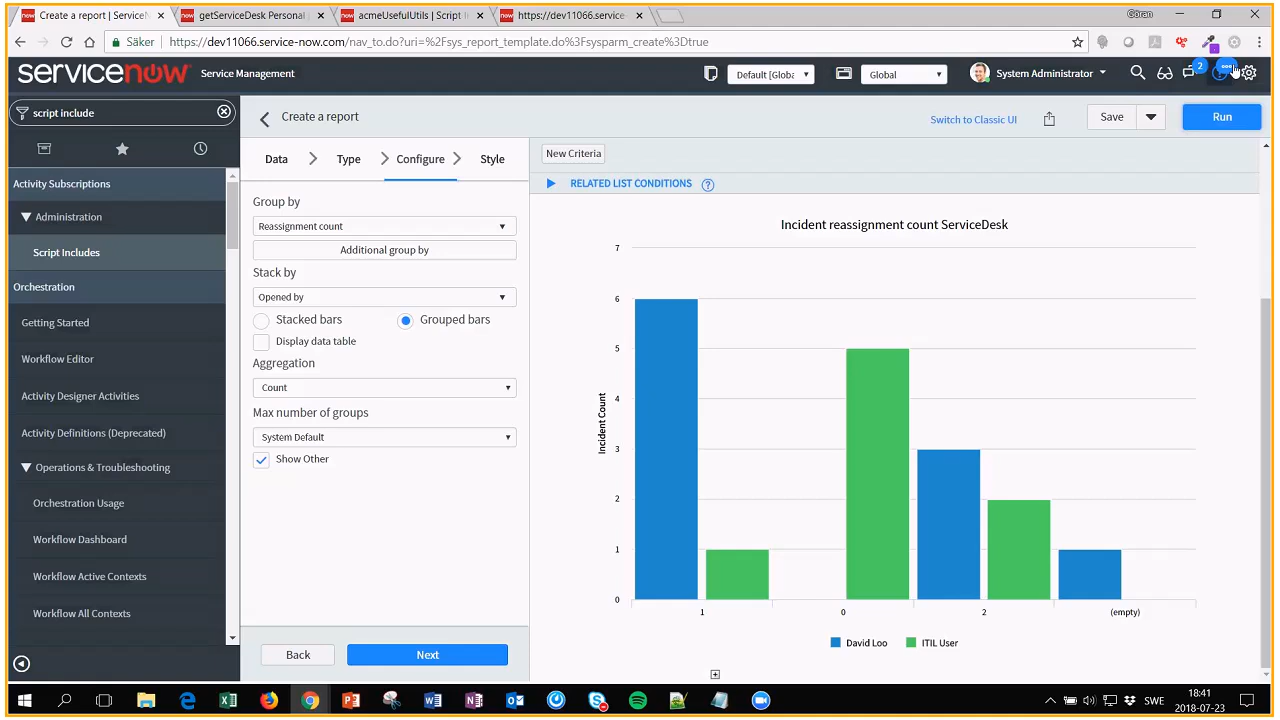 Create a report | ServiceN
getServiceDesk Personal
acmeUsefulUtils | Script I
https://dev11066.service-
Göran
Säker
https://dev11066.service-now.com/nav_to.do?uri=%2Fsys_report_template.do%3Fsysparm_create%3Dtrue
servicenow
Service Management
Default [Globa
Global
System Administrator
2
script include
Create a report
Switch to Classic UI
Save
Run
Data
Type
Configure
Style
New Criteria
RELATED LIST CONDITIONS
?
Activity Subscriptions
Administration
Script Includes
Orchestration
Getting Started
Workflow Editor
Activity Designer Activities
Activity Definitions (Deprecated)
Operations & Troubleshooting
Orchestration Usage
Workflow Dashboard
Workflow Active Contexts
Workflow All Contexts
Group by
Reassignment count
Additional group by
Stack by
Opened by
Stacked bars
Grouped bars
Display data table
Aggregation
Count
Max number of groups
System Default
Show Other
Back
Next
Incident reassignment count ServiceDesk
Incident Count
7
6
5
4
3
2
1
0
1
0
2
(empty)
David Loo
ITIL User
SWE
18:41
2018-07-23